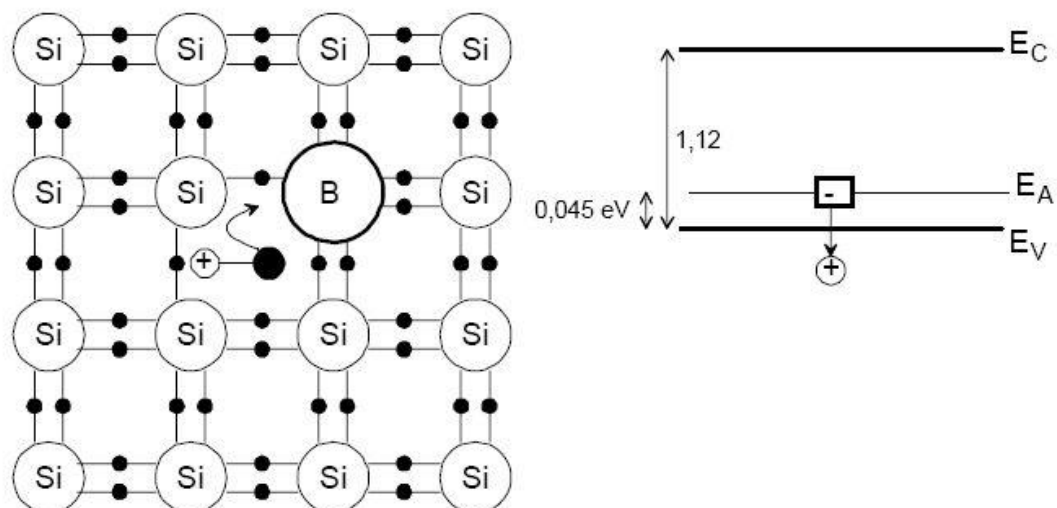 Si Si Si Si
Si Si B Si
+
Si Si Si Si
Si Si Si Si
E_C
1,12
E_A
-
0,045 eV
E_V
+